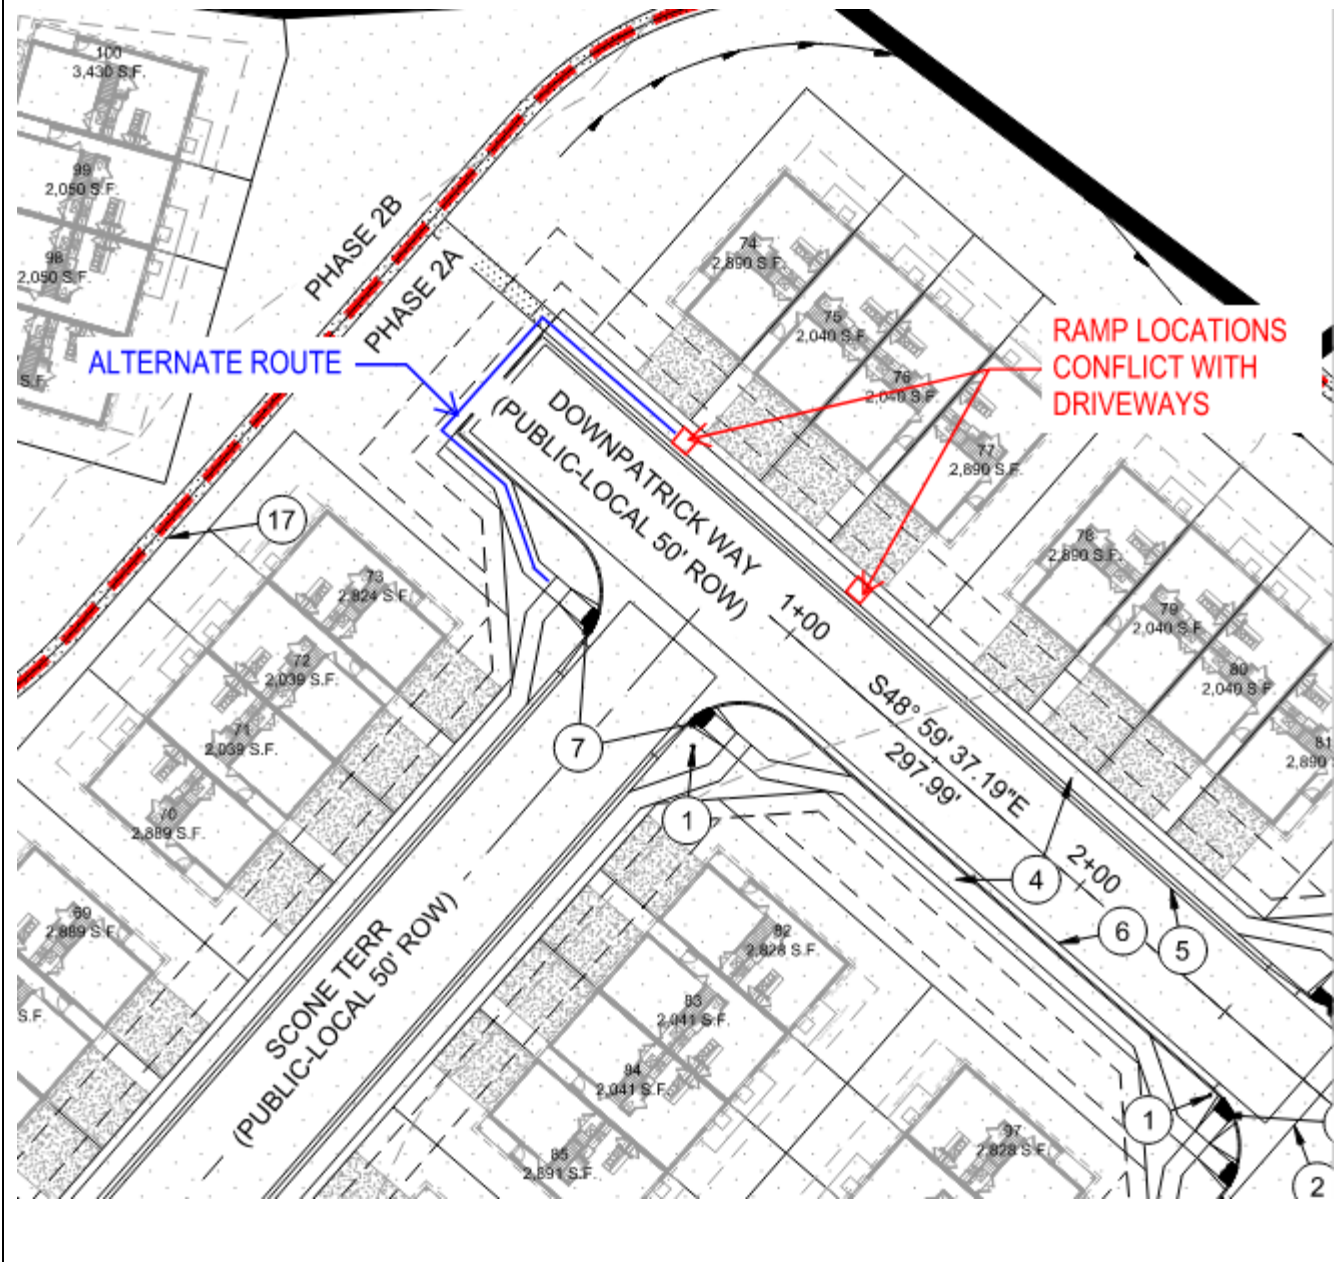 100
3,430 S.F.
99
2,050 S.F.
98
2,050 S.F.
S.F.
PHASE 2B
PHASE 2A
ALTERNATE ROUTE
RAMP LOCATIONS
CONFLICT WITH
DRIVEWAYS
74
2,890 S.F.
75
2,040 S.F.
76
2,040 S.F.
77
2,890 S.F.
DOWNPATRICK WAY
(PUBLIC-LOCAL 50' ROW)
17
78
2,890 S.F.
79
2,040 S.F.
80
2,040 S.F.
81
2,890
73
2,824 S.F.
72
2,039 S.F.
71
2,039 S.F.
70
2,889 S.F.
1+00
S48° 59' 37.19"E
297.99'
7
1
4
2+00
6
5
69
2,889 S.F.
S.F.
SCONE TERR
(PUBLIC-LOCAL 50' ROW)
82
2,828 S.F.
83
2,041 S.F.
84
2,041 S.F.
85
2,891 S.F.
97
2,828 S.F.
1
2